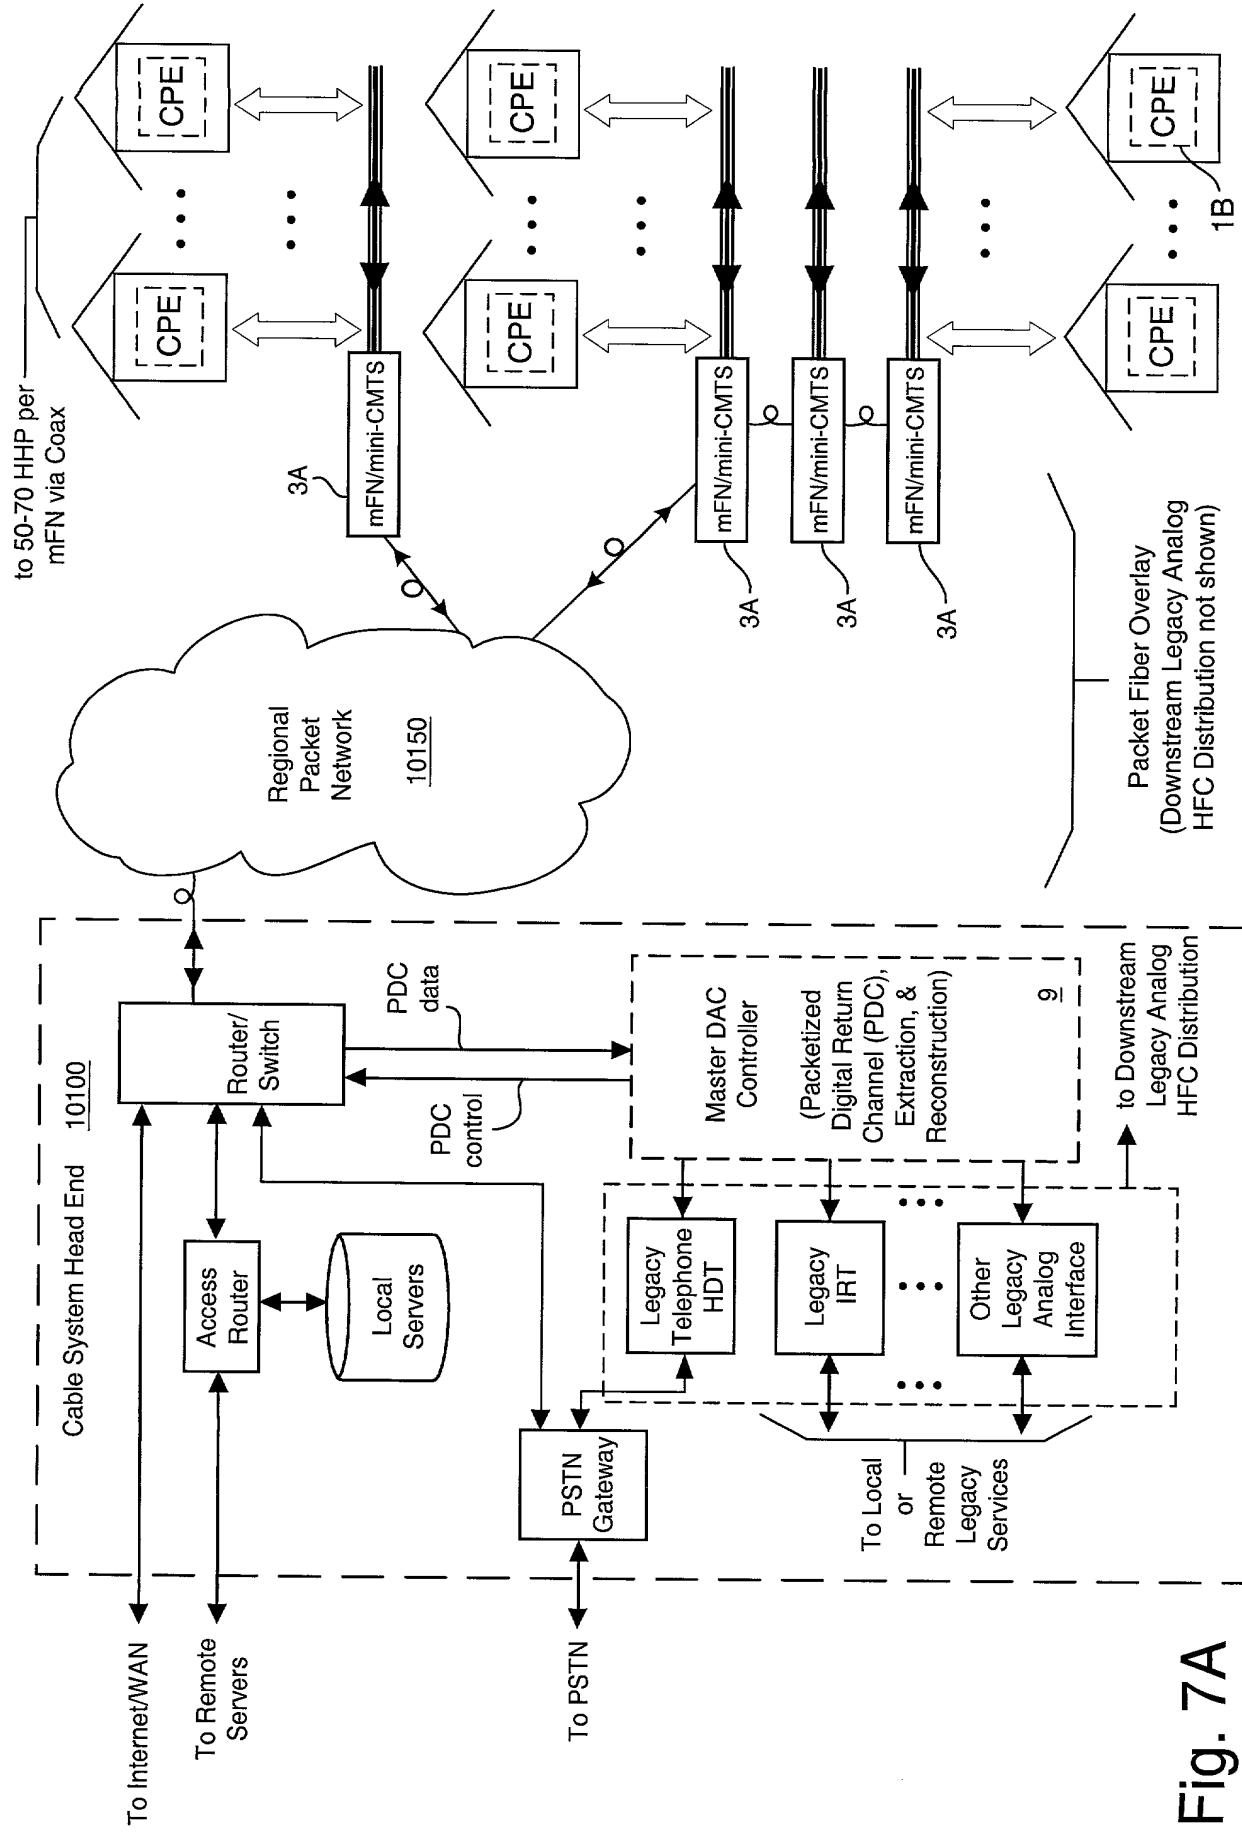 to 50-70 HHP per
mFN via Coax
CPE
CPE
3A
mFN/mini-CMTS
CPE
CPE
mFN/mini-CMTS
mFN/mini-CMTS
mFN/mini-CMTS
3A
3A
3A
CPE
CPE
1B
Regional
Packet
Network
10150
Packet Fiber Overlay
(Downstream Legacy Analog
HFC Distribution not shown)
Cable System Head End
10100
Router/
Switch
Access
Router
Local
Servers
PDC
data
PDC
control
Master DAC
Controller
(Packetized
Digital Return
Channel (PDC),
Extraction, &
Reconstruction)
9
Legacy
Telephone
HDT
Legacy
IRT
Other
Legacy
Analog
Interface
to Downstream
Legacy Analog
HFC Distribution
PSTN
Gateway
To Local
or
Remote
Legacy
Services
To Internet/WAN
To Remote
Servers
To PSTN
Fig. 7A